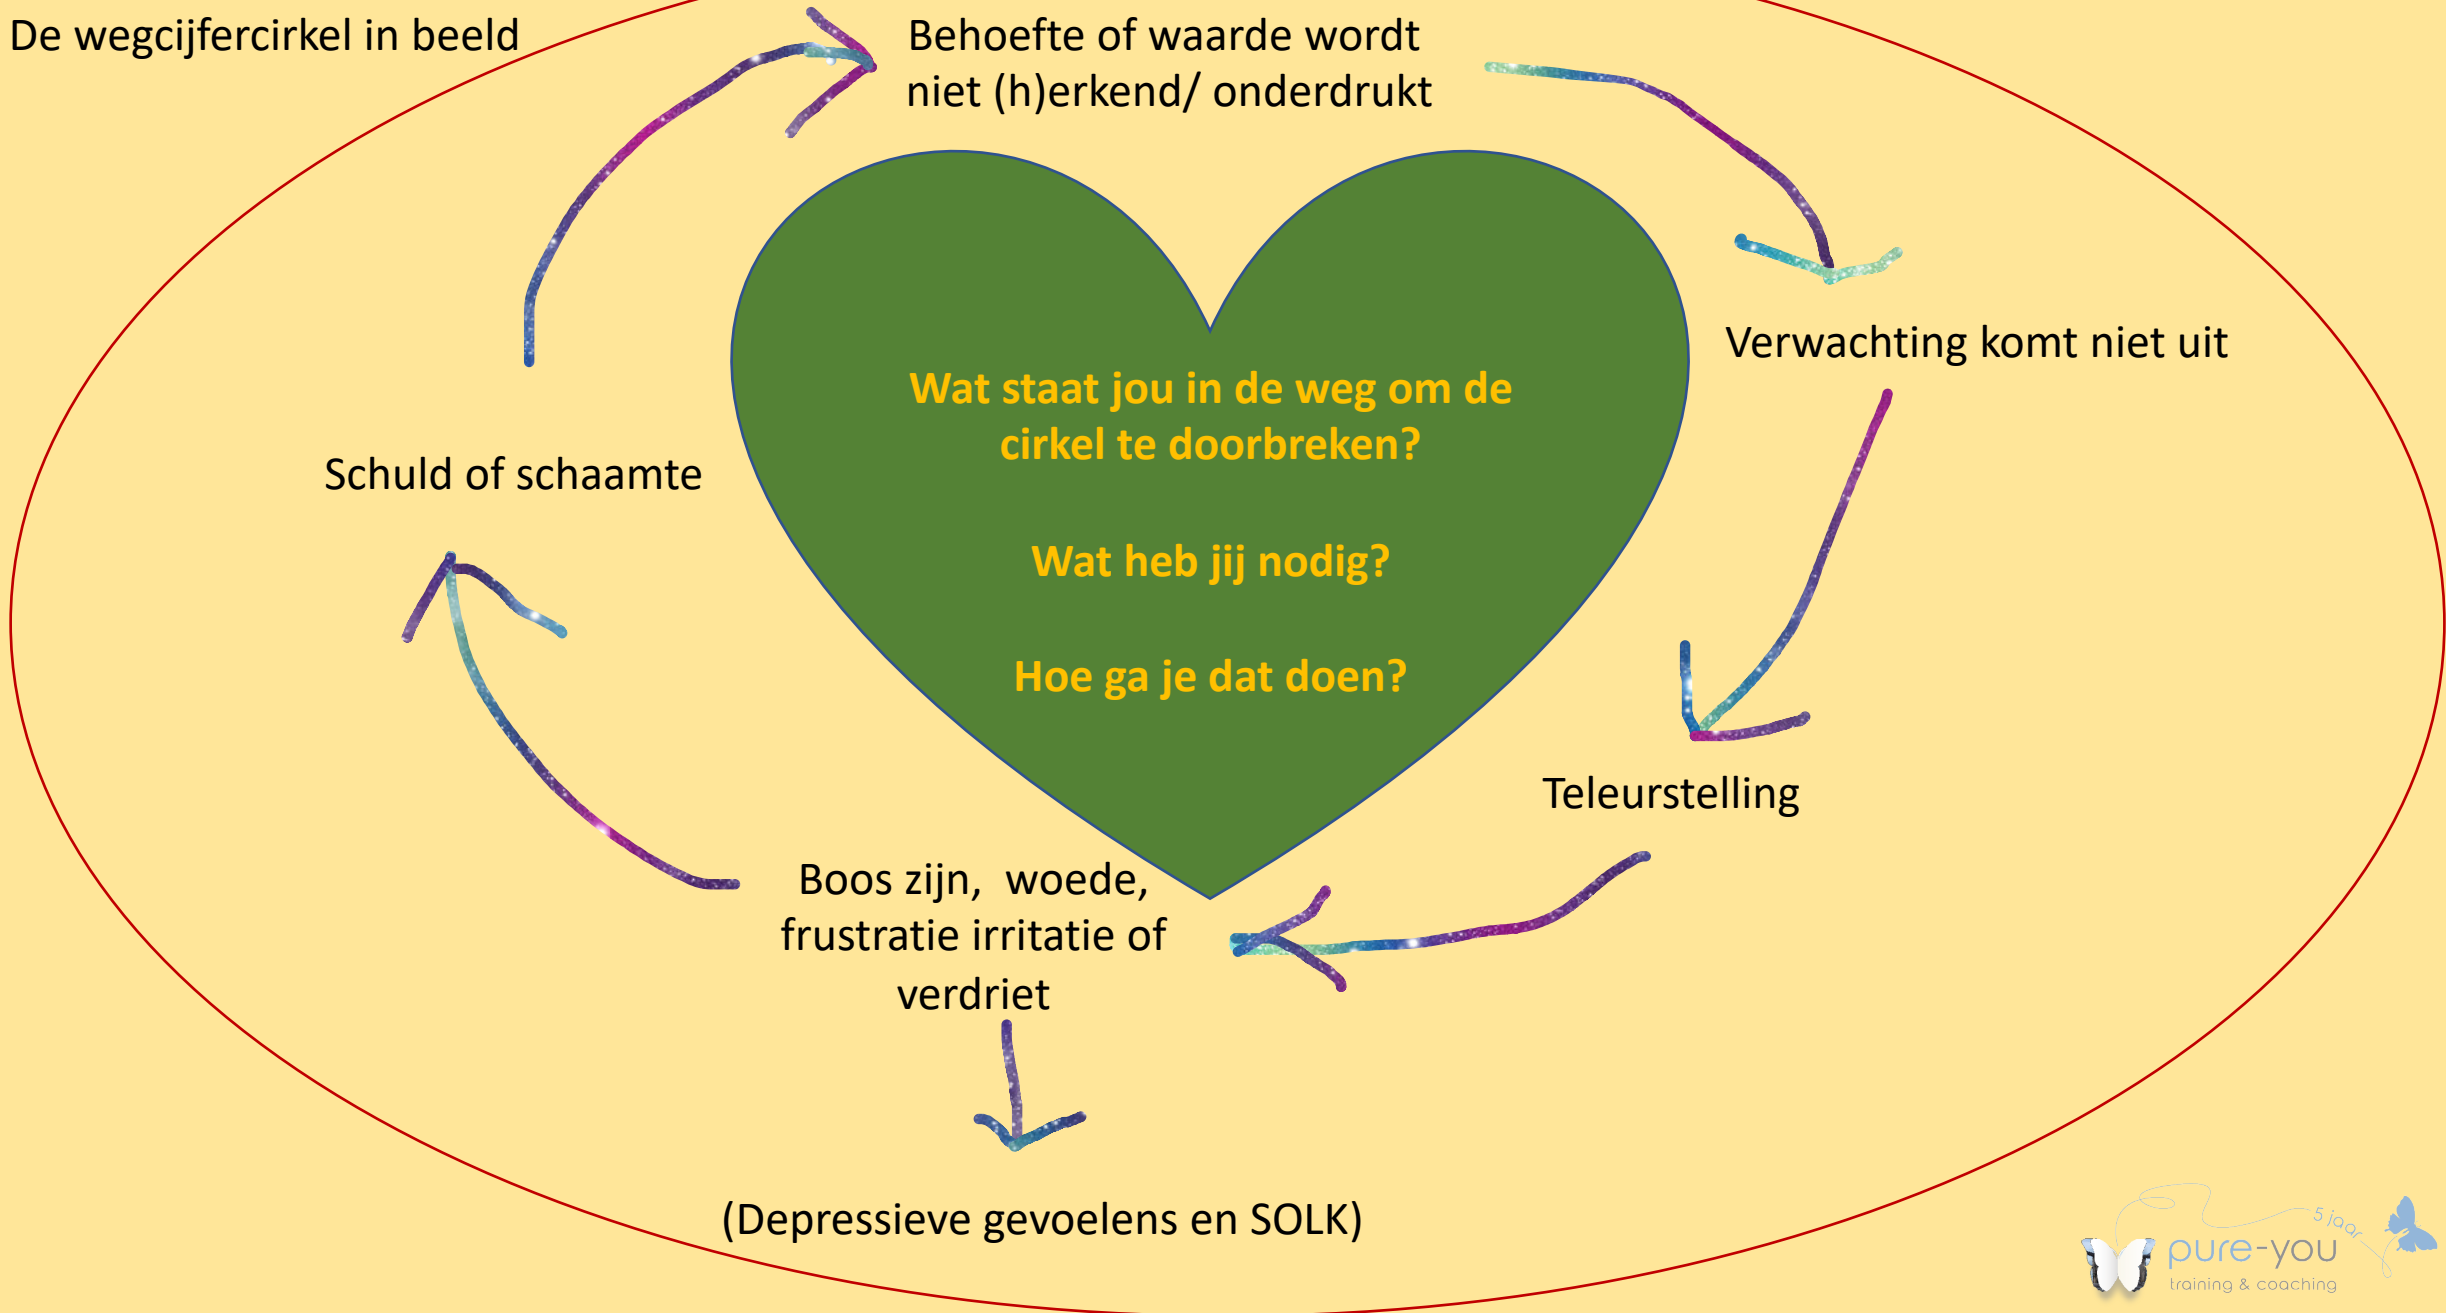 De wegcijfercirkel in beeld
Behoefte of waarde wordt
niet (h)erkend/ onderdrukt
Verwachting komt niet uit
Wat staat jou in de weg om de
cirkel te doorbreken?
Schuld of schaamte
Wat heb jij nodig?
Hoe ga je dat doen?
Teleurstelling
Boos zijn,  woede,
frustratie irritatie of
verdriet
(Depressieve gevoelens en SOLK)
5 jaar
pure-you
training & coaching